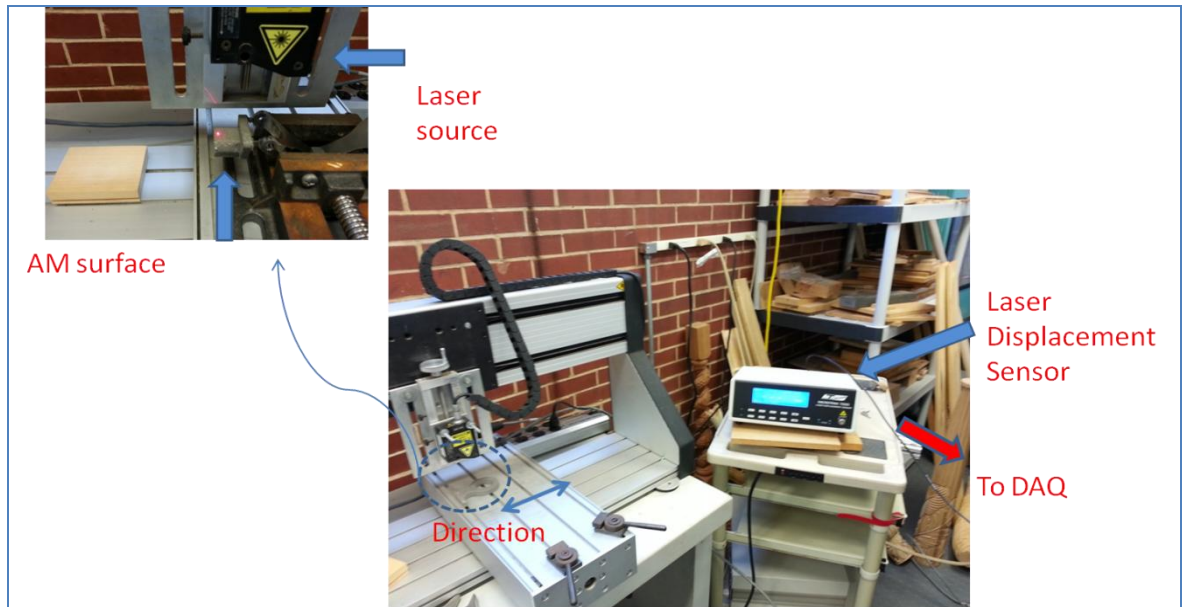 Laser
source
AM surface
Laser
Displacement
Sensor
To DAQ
Direction